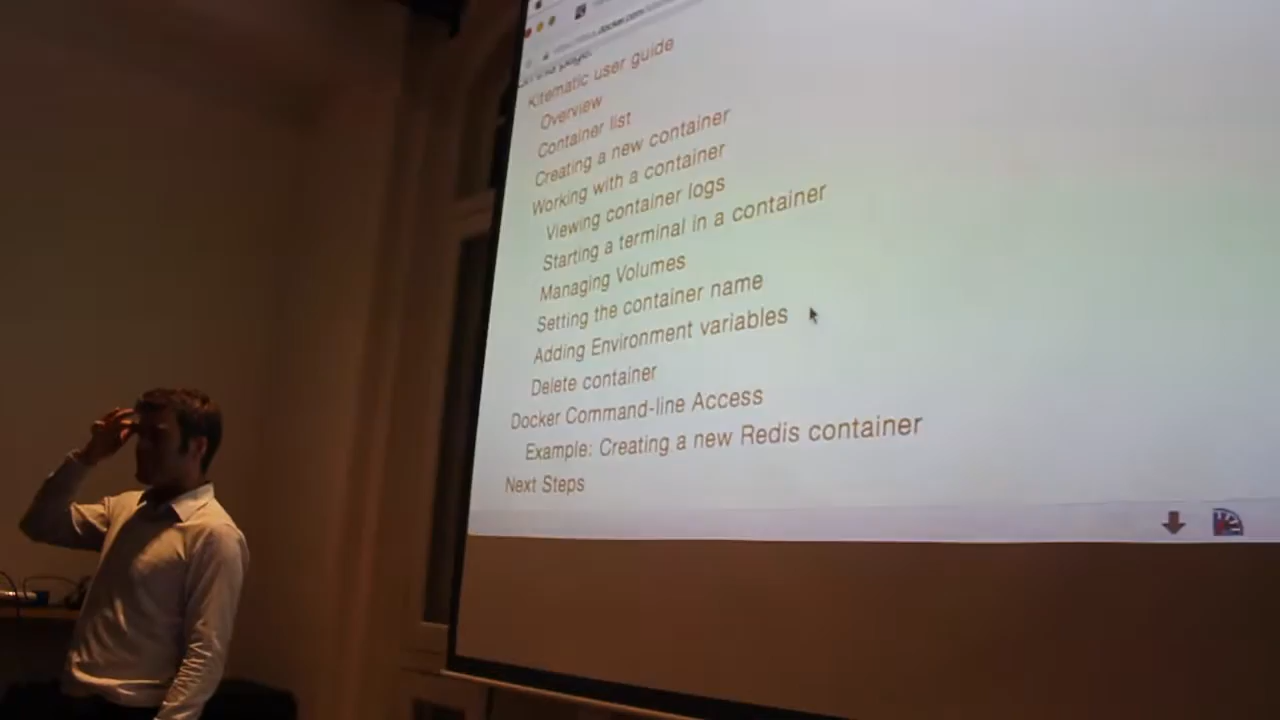 docker.com
Kitematic user guide
Overview
Container list
Creating a new container
Working with a container
Viewing container logs
Starting a terminal in a container
Managing Volumes
Setting the container name
Adding Environment variables
Delete container
Docker Command-line Access
Example: Creating a new Redis container
Next Steps